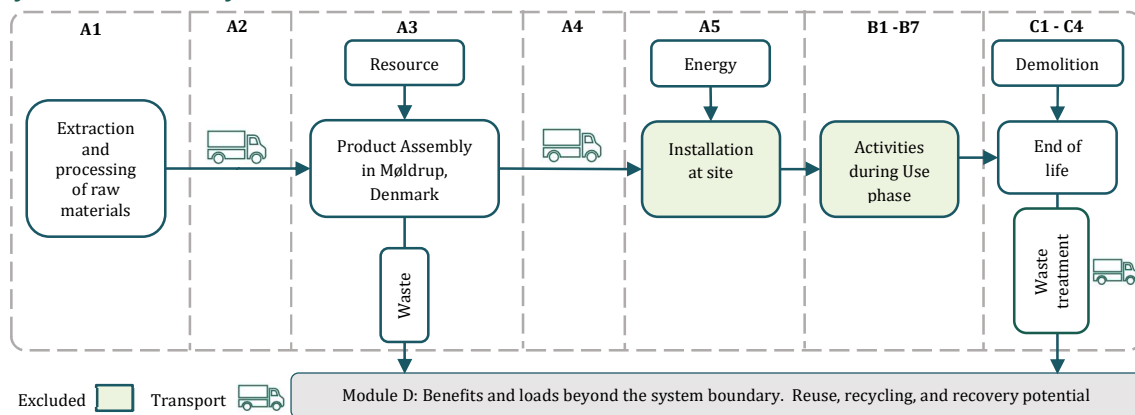 A1
A2
A3
A4
A5
B1 -B7
C1 - C4
Resource
Energy
Demolition
Extraction
and
processing
of raw
materials
Product Assembly
in Møldrup,
Denmark
Installation
at site
Activities
during Use
phase
End of
life
Waste
Waste
treatment
Excluded
Transport
Module D: Benefits and loads beyond the system boundary. Reuse, recycling, and recovery potential